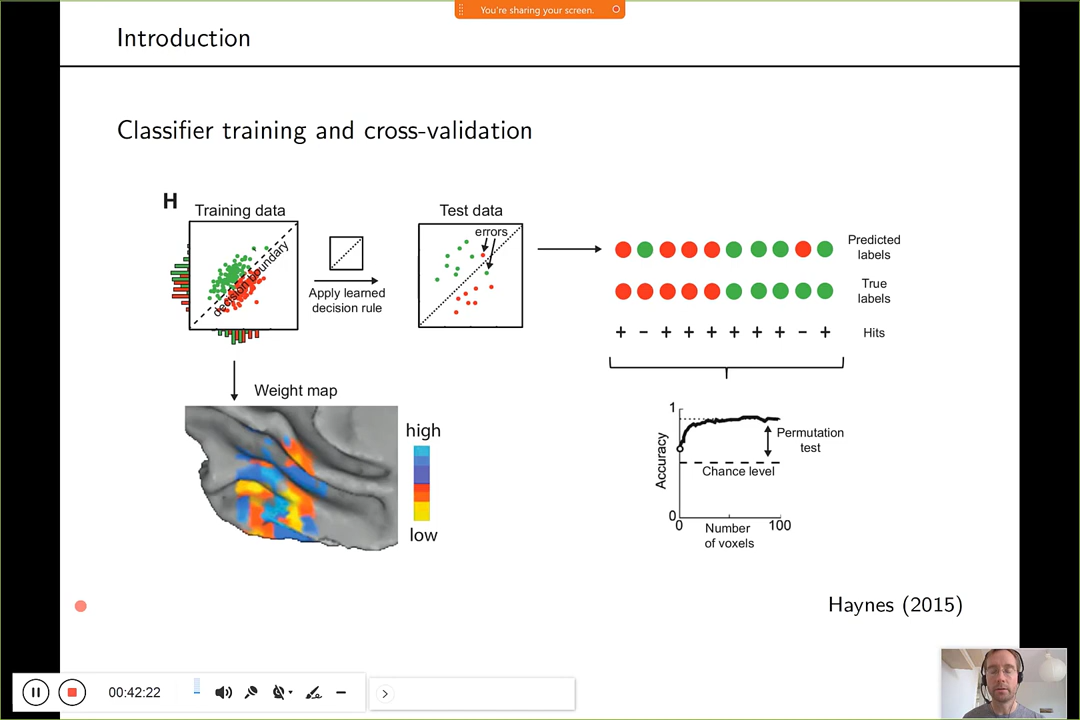 You're sharing your screen.
Introduction
Classifier training and cross-validation
H
Training data
decision boundary
Apply learned
decision rule
Test data
errors
Predicted
labels
True
labels
+ − + + + + + + − +
Hits
Weight map
high
low
1
Accuracy
0
Permutation
test
Chance level
0
Number
of voxels
100
Haynes (2015)
00:42:22